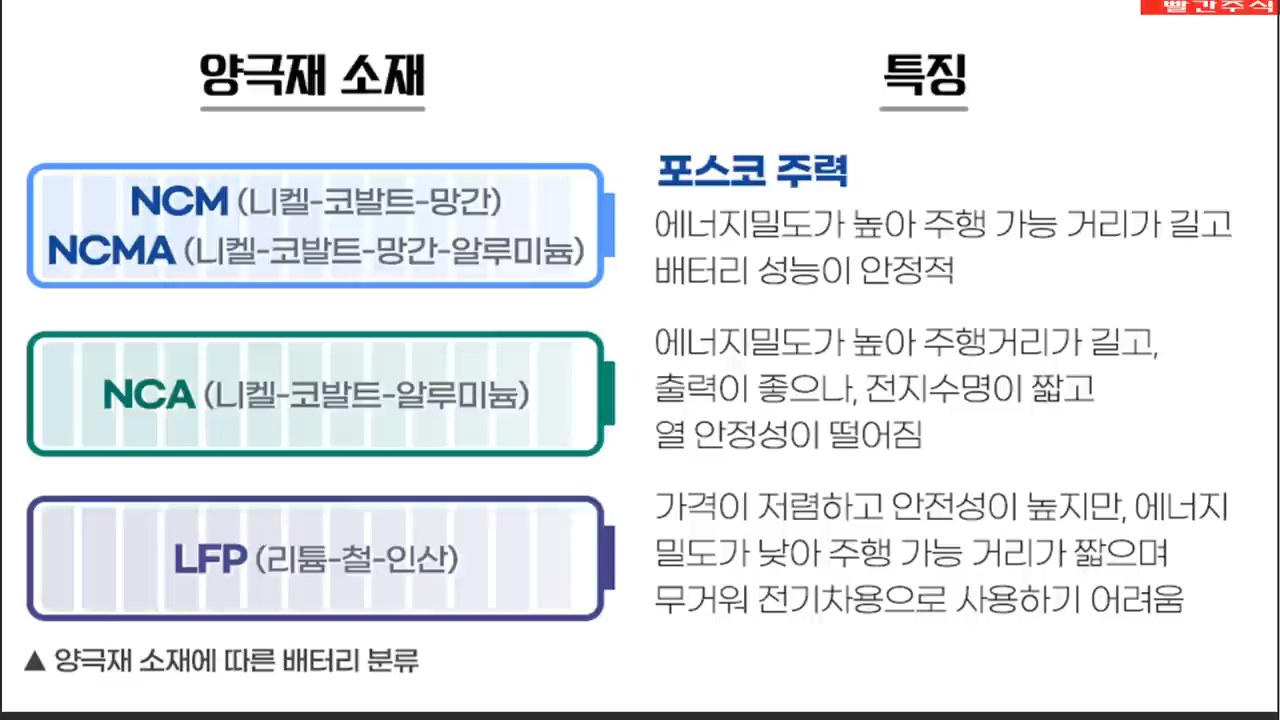 빨간주식
양극재 소재
특징
NCM (니켈-코발트-망간)
NCMA (니켈-코발트-망간-알루미늄)
포스코 주력
에너지밀도가 높아 주행 가능 거리가 길고
배터리 성능이 안정적
NCA (니켈-코발트-알루미늄)
에너지밀도가 높아 주행거리가 길고,
출력이 좋으나, 전지수명이 짧고
열 안정성이 떨어짐
LFP (리튬-철-인산)
가격이 저렴하고 안전성이 높지만, 에너지
밀도가 낮아 주행 가능 거리가 짧으며
무거워 전기차용으로 사용하기 어려움
▲ 양극재 소재에 따른 배터리 분류